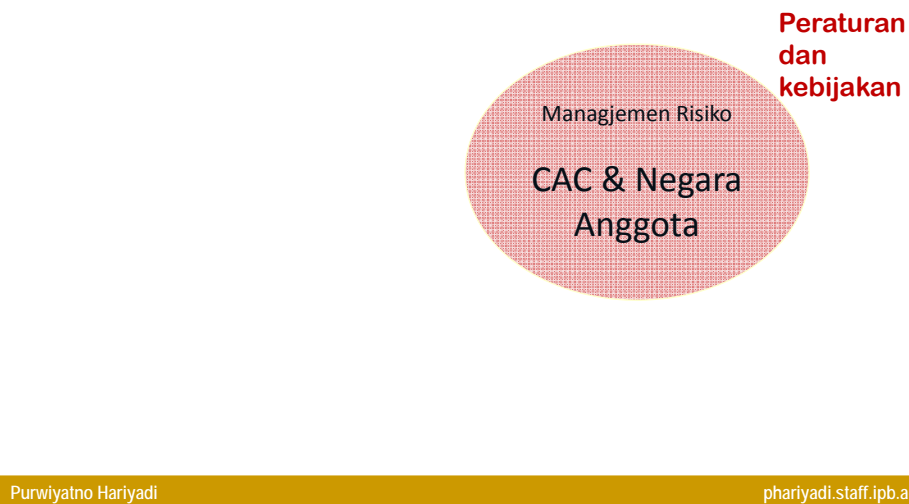 Peraturan
dan
kebijakan
Managjemen Risiko
CAC & Negara
Anggota
Purwiyatno Hariyadi
phariyadi.staff.ipb.a